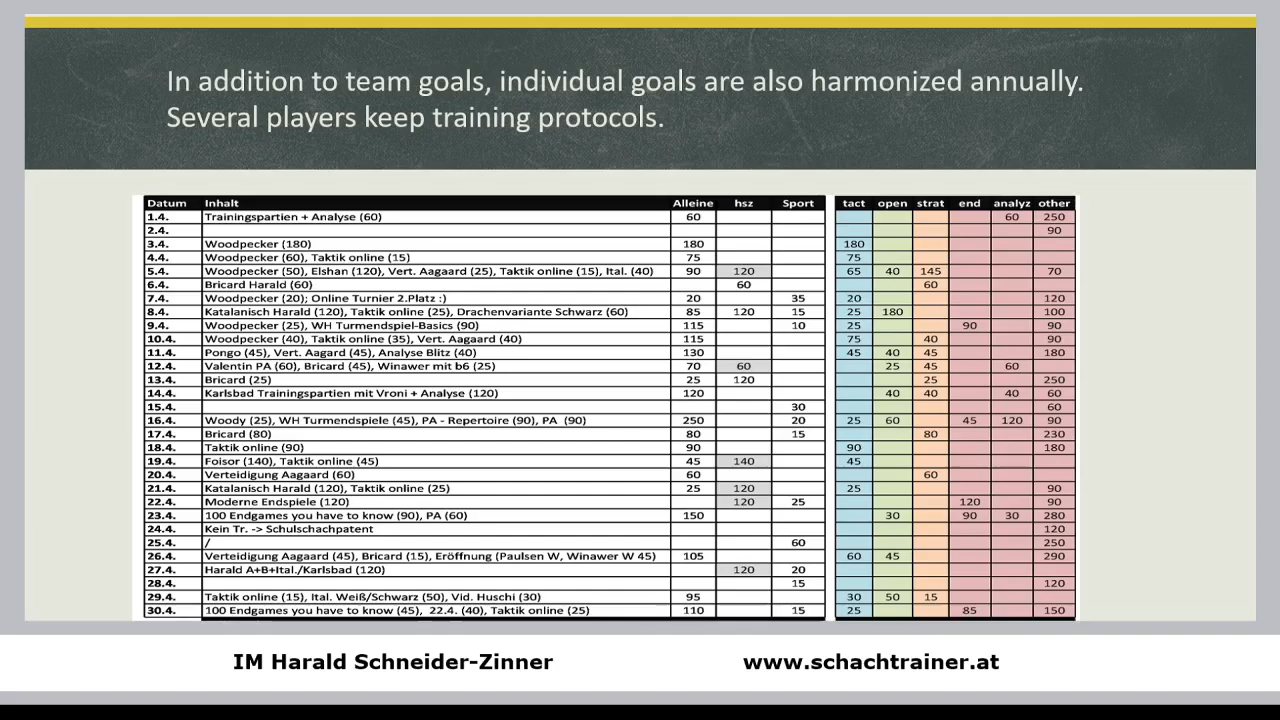 In addition to team goals, individual goals are also harmonized annually.
Several players keep training protocols.
Datum Inhalt Alleine hsz Sport tact open strat end analyz other
1.4. Trainingspartien + Analyse (60) 60 60 250
2.4. 90
3.4. Woodpecker (180) 180 180
4.4. Woodpecker (60), Taktik online (15) 75 75
5.4. Woodpecker (50), Elshan (120), Vert. Aagaard (25), Taktik online (15), Ital. (40) 90 120 65 40 145 70
6.4. Bricard Harald (60) 60 60
7.4. Woodpecker (20); Online Turnier 2.Platz :) 20 35 20 120
8.4. Katalanisch Harald (120), Taktik online (25), Drachenvariante Schwarz (60) 85 120 15 25 180 100
9.4. Woodpecker (25), WH Turmendspiel-Basics (90) 115 10 25 90 90
10.4. Woodpecker (40), Taktik online (35), Vert. Aagaard (40) 115 75 40 90
11.4. Pongo (45), Vert. Aagard (45), Analyse Blitz (40) 130 45 40 45 180
12.4. Valentin PA (60), Bricard (45), Winawer mit b6 (25) 70 60 25 45 60
13.4. Bricard (25) 25 120 25 250
14.4. Karlsbad Trainingspartien mit Vroni + Analyse (120) 120 40 40 40 60
15.4. 30 60
16.4. Woody (25), WH Turmendspiele (45), PA - Repertoire (90), PA (90) 250 20 25 60 45 120 90
17.4. Bricard (80) 80 15 80 230
18.4. Taktik online (90) 90 90 180
19.4. Foisor (140), Taktik online (45) 45 140 45
20.4. Verteidigung Aagaard (60) 60 60
21.4. Katalanisch Harald (120), Taktik online (25) 25 120 25 90
22.4. Moderne Endspiele (120) 120 25 120 90
23.4. 100 Endgames you have to know (90), PA (60) 150 30 90 30 280
24.4. Kein Tr. -> Schulschachpatent 120
25.4. / 60 250
26.4. Verteidigung Aagaard (45), Bricard (15), Eröffnung (Paulsen W, Winawer W 45) 105 60 45 290
27.4. Harald A+B+Ital./Karlsbad (120) 120 20
28.4. 15 120
29.4. Taktik online (15), Ital. Weiß/Schwarz (50), Vid. Huschi (30) 95 30 50 15
30.4. 100 Endgames you have to know (45), 22.4. (40), Taktik online (25) 110 15 25 85 150
IM Harald Schneider-Zinner www.schachtrainer.at